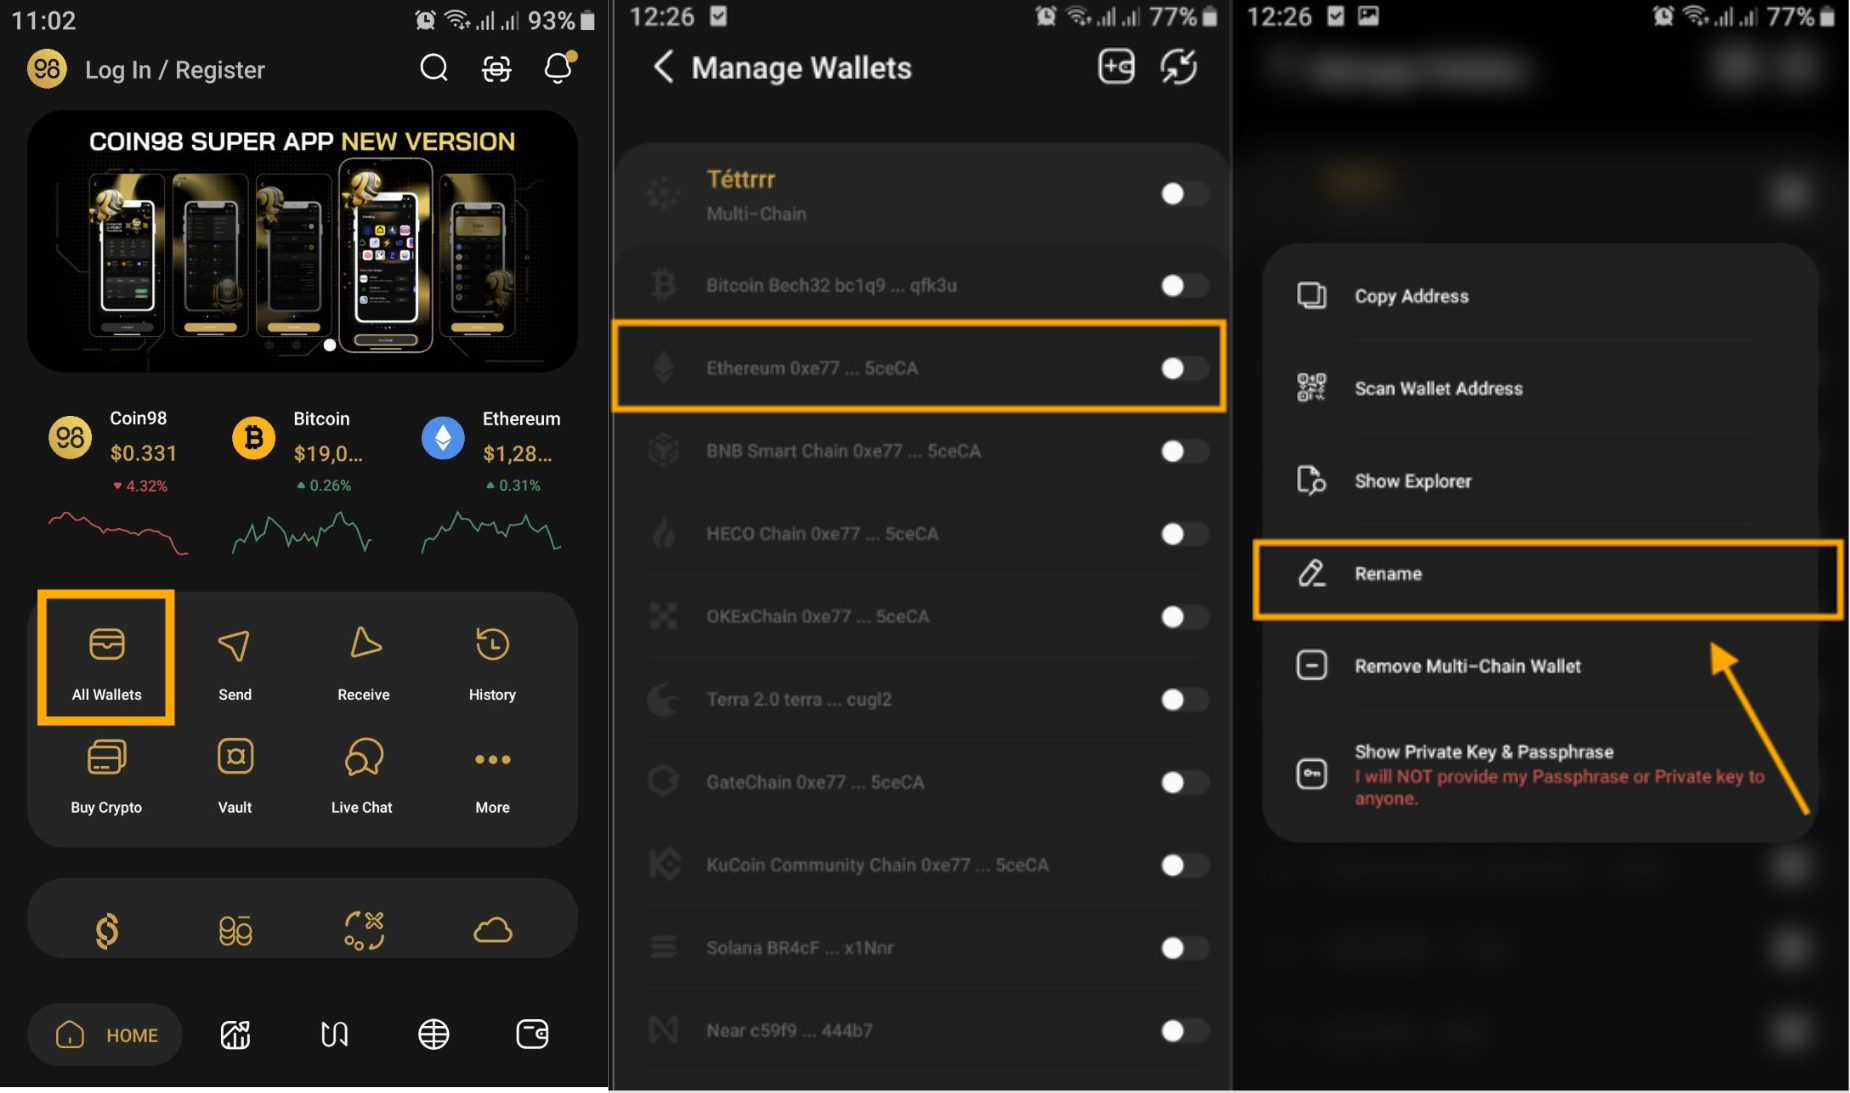 11:02
93%
98
Log In / Register
COIN98 SUPER APP NEW VERSION
Coin98
$0.331
4.32%
Bitcoin
$19,0...
0.26%
Ethereum
$1,28...
0.31%
All Wallets
Send
Receive
History
Buy Crypto
Vault
Live Chat
More
HOME
12:26
77%
Manage Wallets
Téttrrr
Multi-Chain
Bitcoin Bech32 bc1q9 ... qfk3u
Ethereum 0xe77 ... 5ceCA
BNB Smart Chain 0xe77 ... 5ceCA
HECO Chain 0xe77 ... 5ceCA
OKExChain 0xe77 ... 5ceCA
Terra 2.0 terra ... cugl2
GateChain 0xe77 ... 5ceCA
KuCoin Community Chain 0xe77 ... 5ceCA
Solana BR4cF ... x1Nnr
Near c59f9 ... 444b7
12:26
77%
Copy Address
Scan Wallet Address
Show Explorer
Rename
Remove Multi-Chain Wallet
Show Private Key & Passphrase
I will NOT provide my Passphrase or Private key to
anyone.